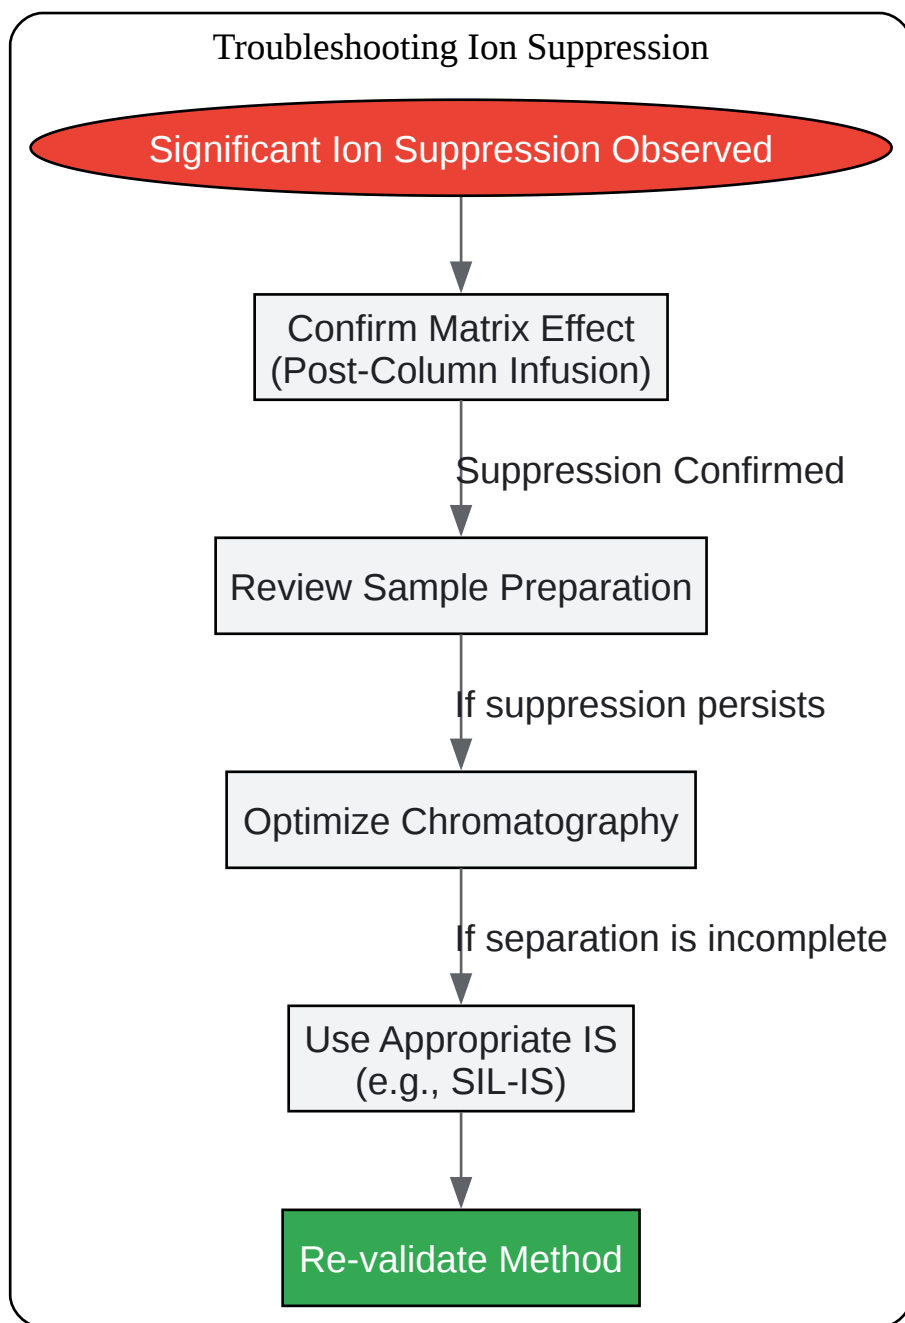 Troubleshooting Ion Suppression
Significant Ion Suppression Observed
Confirm Matrix Effect
(Post-Column Infusion)
Suppression Confirmed
Review Sample Preparation
If suppression persists
Optimize Chromatography
If separation is incomplete
Use Appropriate IS
(e.g., SIL-IS)
Re-validate Method